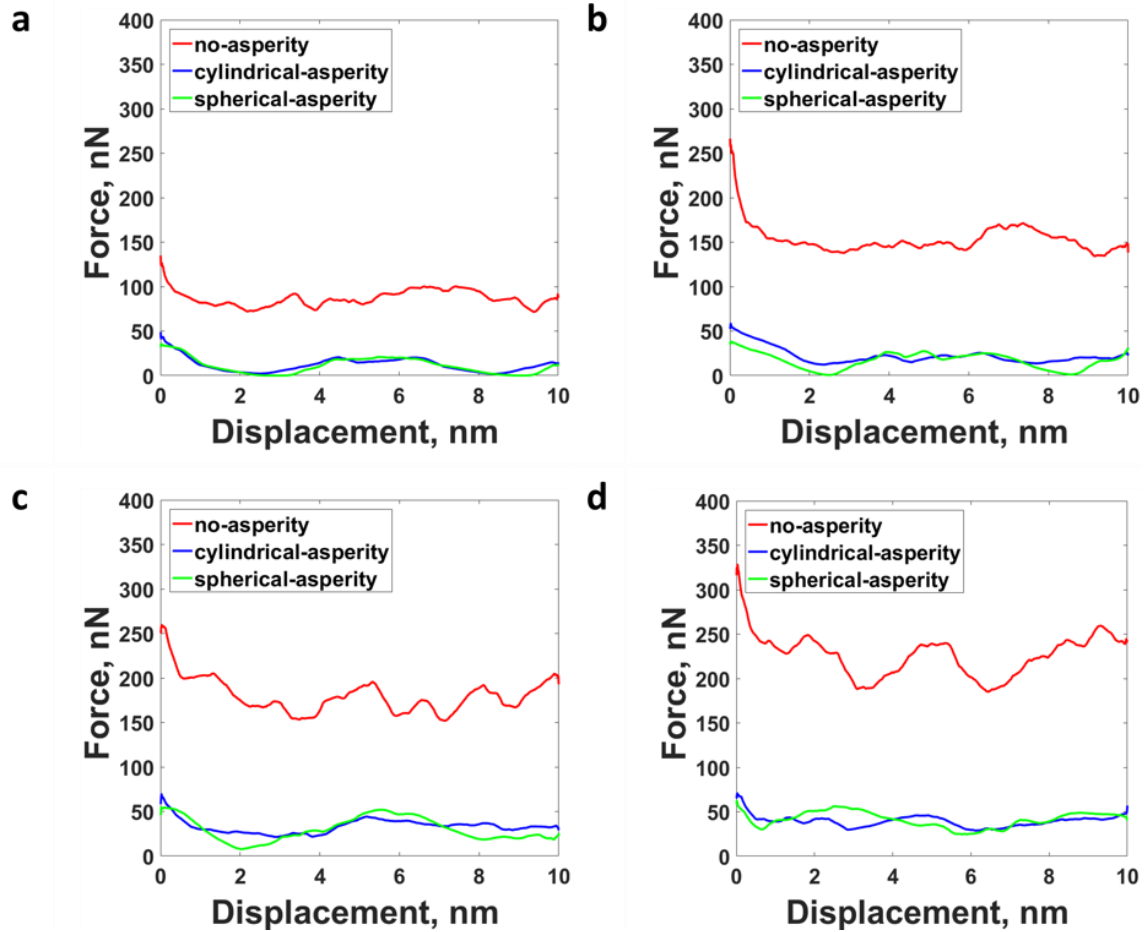 a
400
350
300
250
200
150
100
50
0
Force, nN
no-asperity
cylindrical-asperity
spherical-asperity
0 2 4 6 8 10
Displacement, nm
b
400
350
300
250
200
150
100
50
0
Force, nN
no-asperity
cylindrical-asperity
spherical-asperity
0 2 4 6 8 10
Displacement, nm
c
400
350
300
250
200
150
100
50
0
Force, nN
no-asperity
cylindrical-asperity
spherical-asperity
0 2 4 6 8 10
Displacement, nm
d
400
350
300
250
200
150
100
50
0
Force, nN
no-asperity
cylindrical-asperity
spherical-asperity
0 2 4 6 8 10
Displacement, nm